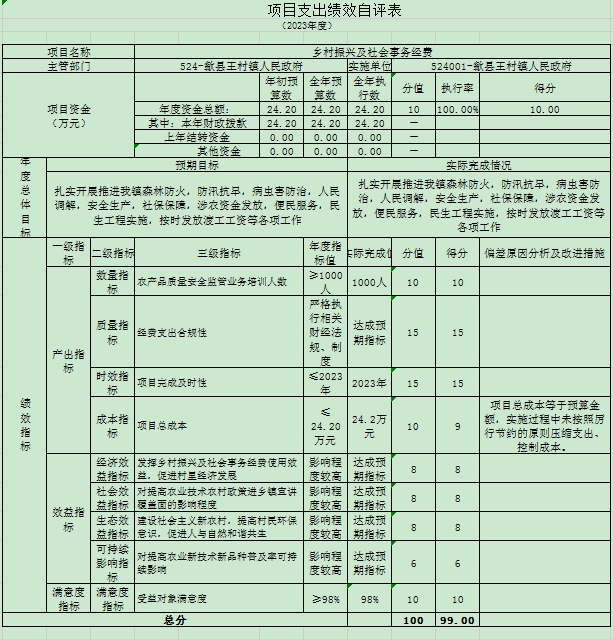 项目支出绩效自评表
(2023年度)
项目名称 乡村振兴及社会事务经费
主管部门 524-歙县王村镇人民政府 实施单位 524001-歙县王村镇人民政府
项目资金(万元) 年初预算数 全年预算数 全年执行数 分值 执行率 得分
年度资金总额: 24.20 24.20 24.20 10 100.00% 10.00
其中:本年财政拨款 24.20 24.20 24.20 —
上年结转资金 0.00 0.00 0.00 —
其他资金 0.00 0.00 0.00 —
年度总体目标 预期目标 实际完成情况
扎实开展推进我镇森林防火,防汛抗旱,病虫害防治,人民调解,安全生产,社保保障,涉农资金发放,便民服务,民生工程实施,按时发放渡工工资等各项工作
扎实开展推进我镇森林防火,防汛抗旱,病虫害防治,人民调解,安全生产,社保保障,涉农资金发放,便民服务,民生工程实施,按时发放渡工工资等各项工作
绩效指标 一级指标 二级指标 三级指标 年度指标值 实际完成值 分值 得分 偏差原因分析及改进措施
产出指标 数量指标 农产品质量安全监管业务培训人数 ≥1000人 1000人 10 10
质量指标 经费支出合规性 严格执行相关财经法规、制度 达成预期指标 15 15
时效指标 项目完成及时性 ≤2023年 2023年 15 15
成本指标 项目总成本 ≤24.20万元 24.2万元 10 9 项目总成本等于预算金额,实施过程中未按照厉行节约的原则压缩支出、控制成本。
效益指标 经济效益指标 发挥乡村振兴及社会事务经费使用效益,促进村里经济发展 影响程度较高 达成预期指标 8 8
社会效益指标 对提高农业技术农村政策进乡镇宣讲覆盖面的影响程度 影响程度较高 达成预期指标 8 8
生态效益指标 建设社会主义新农村,提高村民环保意识,促进人与自然和谐共生 影响程度较高 达成预期指标 8 8
可持续影响指标 对提高农业新技术新品种普及率可持续影响 影响程度较高 达成预期指标 6 6
满意度指标 满意度指标 受益对象满意度 ≥98% 98% 10 10
总分 100 99.00